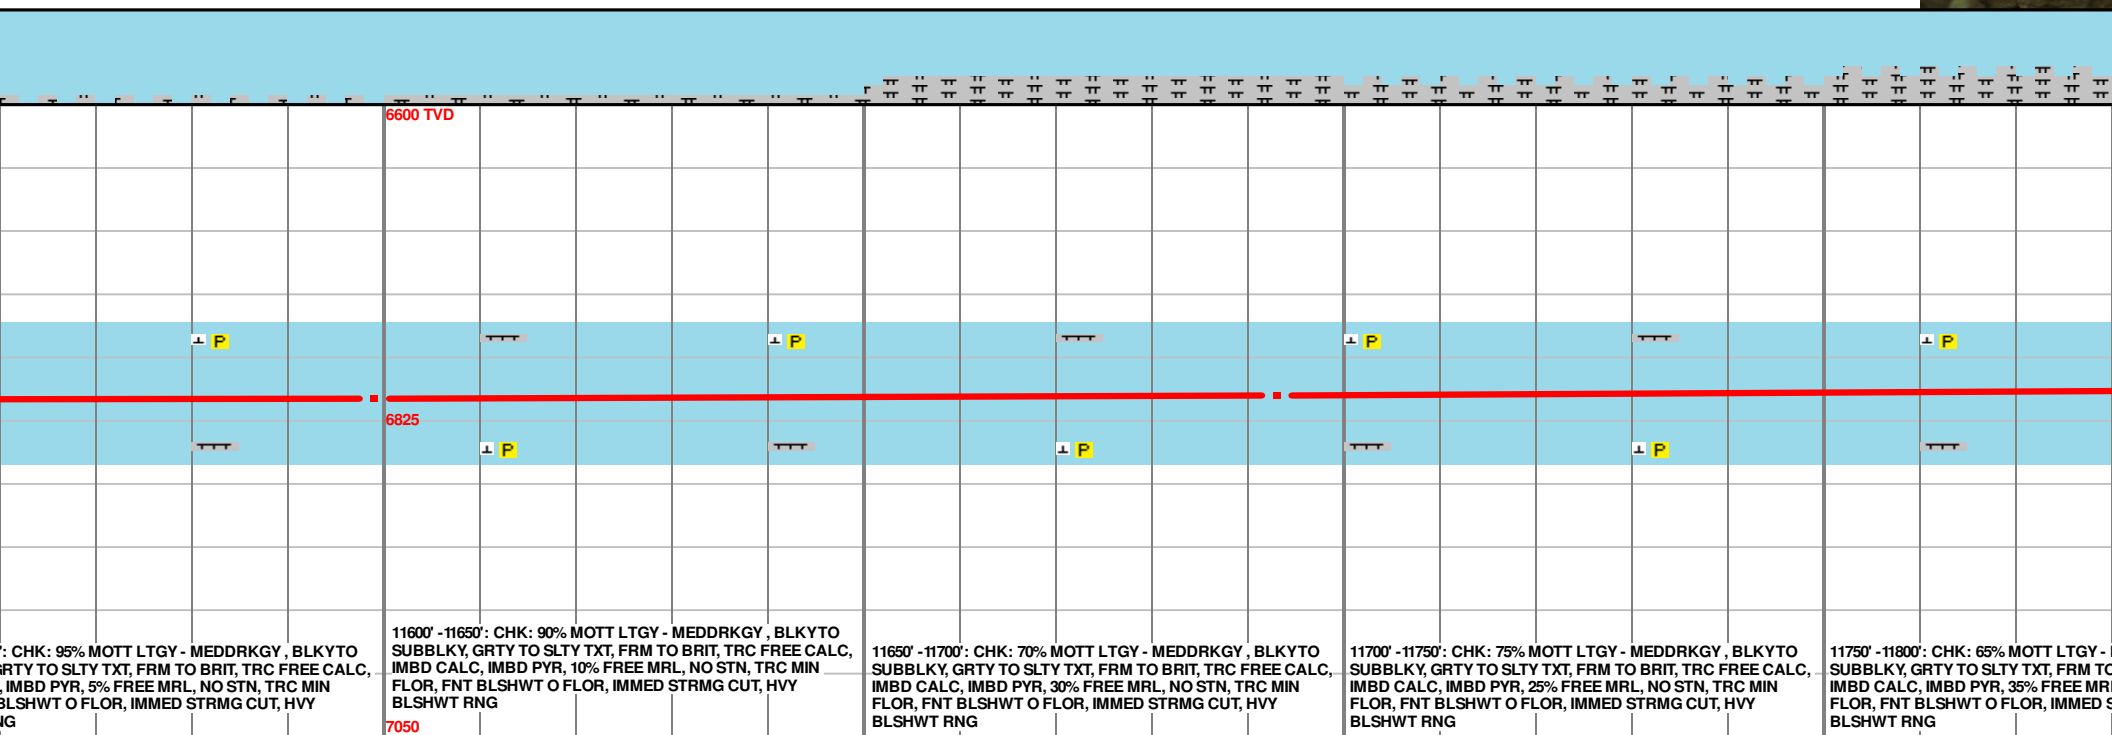 6600 TVD
P
P
P
P
6825
P
P
P
': CHK: 95% MOTT LTGY - MEDDRKGY , BLKYTO
GRTY TO SLTY TXT, FRM TO BRIT, TRC FREE CALC,
, IMBD PYR, 5% FREE MRL, NO STN, TRC MIN
BLSHWT O FLOR, IMMED STRMG CUT, HVY
NG
11600' -11650': CHK: 90% MOTT LTGY - MEDDRKGY , BLKYTO
SUBBLKY, GRTY TO SLTY TXT, FRM TO BRIT, TRC FREE CALC,
IMBD CALC, IMBD PYR, 10% FREE MRL, NO STN, TRC MIN
FLOR, FNT BLSHWT O FLOR, IMMED STRMG CUT, HVY
BLSHWT RNG
11650' -11700': CHK: 70% MOTT LTGY - MEDDRKGY , BLKYTO
SUBBLKY, GRTY TO SLTY TXT, FRM TO BRIT, TRC FREE CALC,
IMBD CALC, IMBD PYR, 30% FREE MRL, NO STN, TRC MIN
FLOR, FNT BLSHWT O FLOR, IMMED STRMG CUT, HVY
BLSHWT RNG
11700' -11750': CHK: 75% MOTT LTGY - MEDDRKGY , BLKYTO
SUBBLKY, GRTY TO SLTY TXT, FRM TO BRIT, TRC FREE CALC,
IMBD CALC, IMBD PYR, 25% FREE MRL, NO STN, TRC MIN
FLOR, FNT BLSHWT O FLOR, IMMED STRMG CUT, HVY
BLSHWT RNG
11750' -11800': CHK: 65% MOTT LTGY -
SUBBLKY, GRTY TO SLTY TXT, FRM TO
IMBD CALC, IMBD PYR, 35% FREE MRL
FLOR, FNT BLSHWT O FLOR, IMMED S
BLSHWT RNG
7050